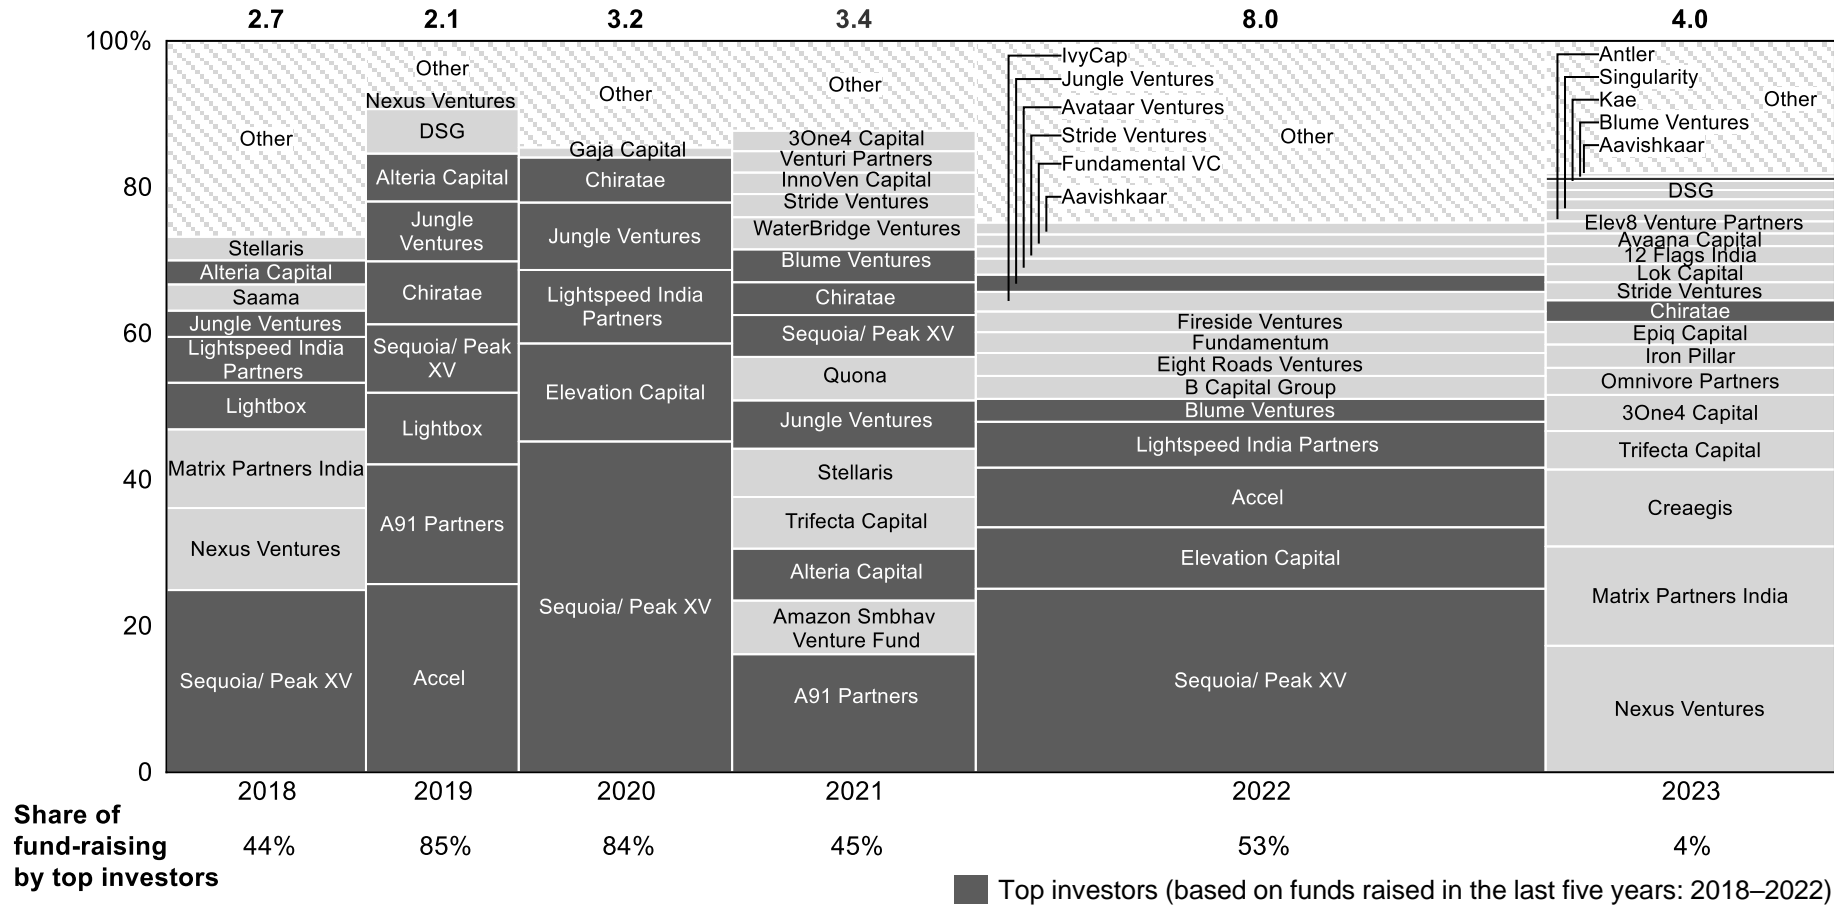 2.7
2.1
3.2
3.4
8.0
4.0
100%
80
60
40
20
0
Other
Stellaris
Alteria Capital
Saama
Jungle Ventures
Lightspeed India
Partners
Lightbox
Matrix Partners India
Nexus Ventures
Sequoia/ Peak XV
Other
Nexus Ventures
DSG
Alteria Capital
Jungle
Ventures
Chiratae
Sequoia/ Peak
XV
Lightbox
A91 Partners
Accel
Other
Gaja Capital
Chiratae
Jungle Ventures
Lightspeed India
Partners
Elevation Capital
Sequoia/ Peak XV
Other
3One4 Capital
Venturi Partners
InnoVen Capital
Stride Ventures
WaterBridge Ventures
Blume Ventures
Chiratae
Sequoia/ Peak XV
Quona
Jungle Ventures
Stellaris
Trifecta Capital
Alteria Capital
Amazon Smbhav
Venture Fund
A91 Partners
IvyCap
Jungle Ventures
Avataar Ventures
Stride Ventures
Other
Fundamental VC
Aavishkaar
Fireside Ventures
Fundamentum
Eight Roads Ventures
B Capital Group
Blume Ventures
Lightspeed India Partners
Accel
Elevation Capital
Sequoia/ Peak XV
Antler
Singularity
Kae
Other
Blume Ventures
Aavishkaar
DSG
Elev8 Venture Partners
Avaana Capital
12 Flags India
Lok Capital
Stride Ventures
Chiratae
Epiq Capital
Iron Pillar
Omnivore Partners
3One4 Capital
Trifecta Capital
Creaegis
Matrix Partners India
Nexus Ventures
2018
2019
2020
2021
2022
2023
Share of
fund-raising
by top investors
44%
85%
84%
45%
53%
4%
Top investors (based on funds raised in the last five years: 2018–2022)